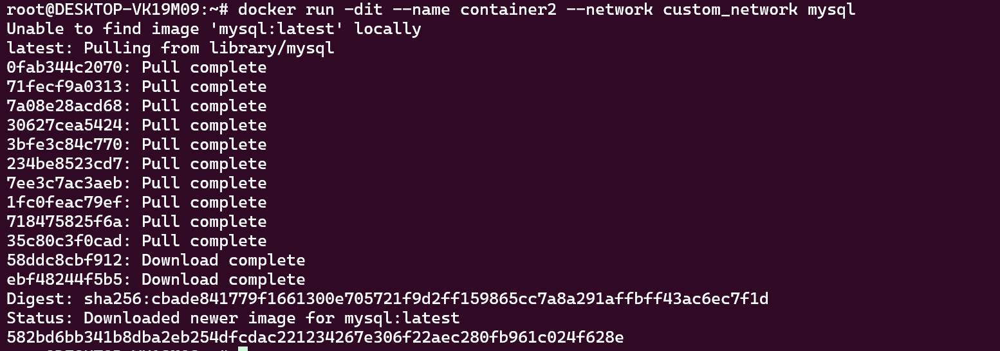 root@DESKTOP-VK19M09:~# docker run -dit --name container2 --network custom_network mysql
Unable to find image 'mysql:latest' locally
latest: Pulling from library/mysql
0fab344c2070: Pull complete
71fecf9a0313: Pull complete
7a08e28acd68: Pull complete
30627cea5424: Pull complete
3bfe3c84c770: Pull complete
234be8523cd7: Pull complete
7ee3c7ac3aeb: Pull complete
1fc0feac79ef: Pull complete
718475825f6a: Pull complete
35c80c3f0cad: Pull complete
58ddc8cbf912: Download complete
ebf48244f5b5: Download complete
Digest: sha256:cbade841779f1661300e705721f9d2ff159865cc7a8a291affbff43ac6ec7f1d
Status: Downloaded newer image for mysql:latest
582bd6bb341b8dba2eb254dfcdac221234267e306f22aec280fb961c024f628e